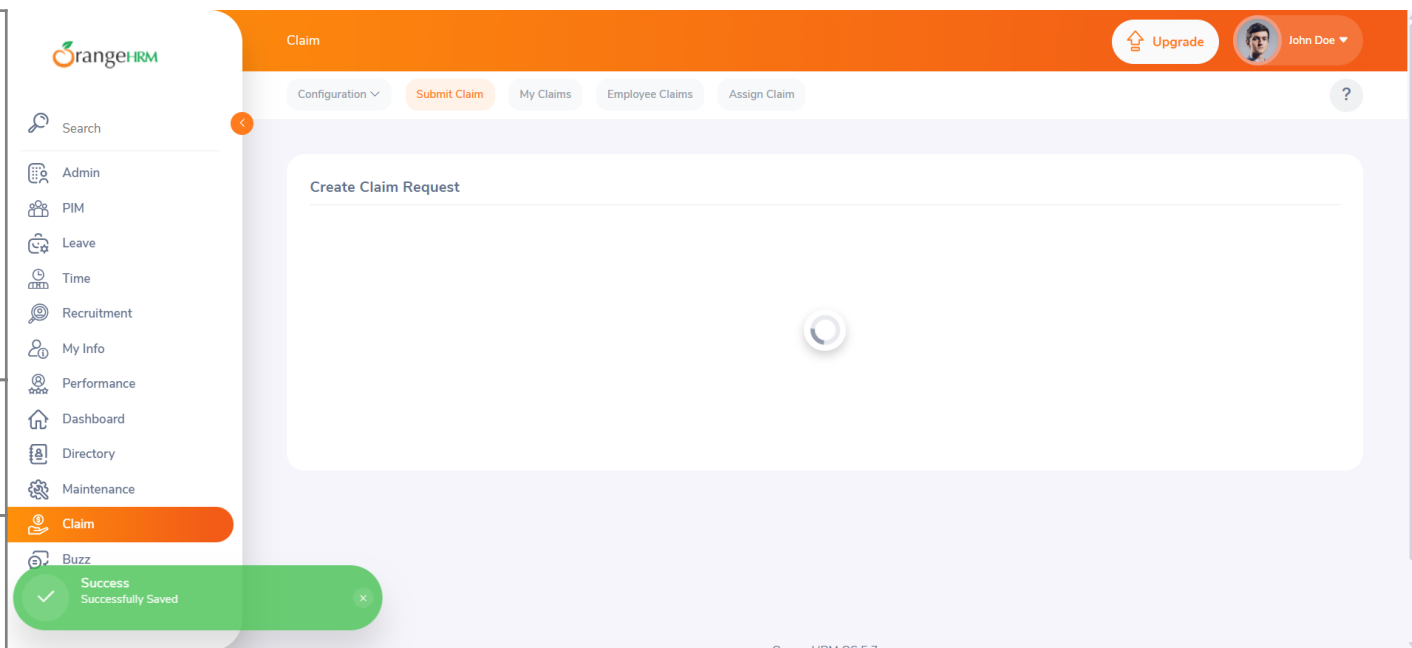 OrangeHRM
Claim
Upgrade
John Doe
Configuration
Submit Claim
My Claims
Employee Claims
Assign Claim
?
Search
Admin
PIM
Leave
Time
Recruitment
My Info
Performance
Dashboard
Directory
Maintenance
Claim
Buzz
Create Claim Request
Success
Successfully Saved